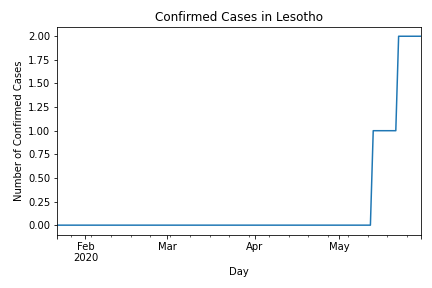 Confirmed Cases in Lesotho
2.00
1.75
1.50
1.25
1.00
0.75
0.50
0.25
0.00
Number of Confirmed Cases
Feb Mar Apr May
2020
Day